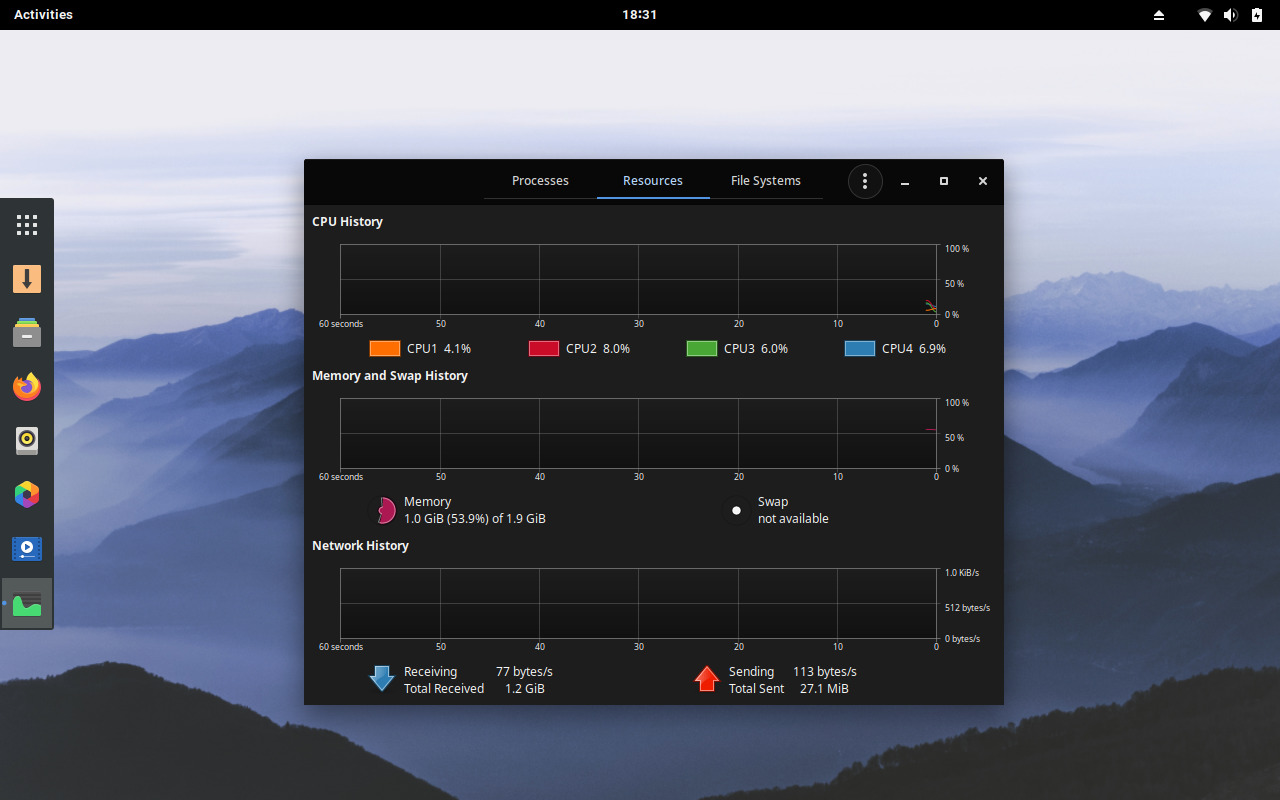 Activities
18:31
Processes Resources File Systems
CPU History
100 %
50 %
0 %
60 seconds 50 40 30 20 10 0
CPU1 4.1% CPU2 8.0% CPU3 6.0% CPU4 6.9%
Memory and Swap History
100 %
50 %
0 %
60 seconds 50 40 30 20 10 0
Memory
1.0 GiB (53.9%) of 1.9 GiB
Swap
not available
Network History
1.0 KiB/s
512 bytes/s
0 bytes/s
60 seconds 50 40 30 20 10 0
Receiving 77 bytes/s
Total Received 1.2 GiB
Sending 113 bytes/s
Total Sent 27.1 MiB